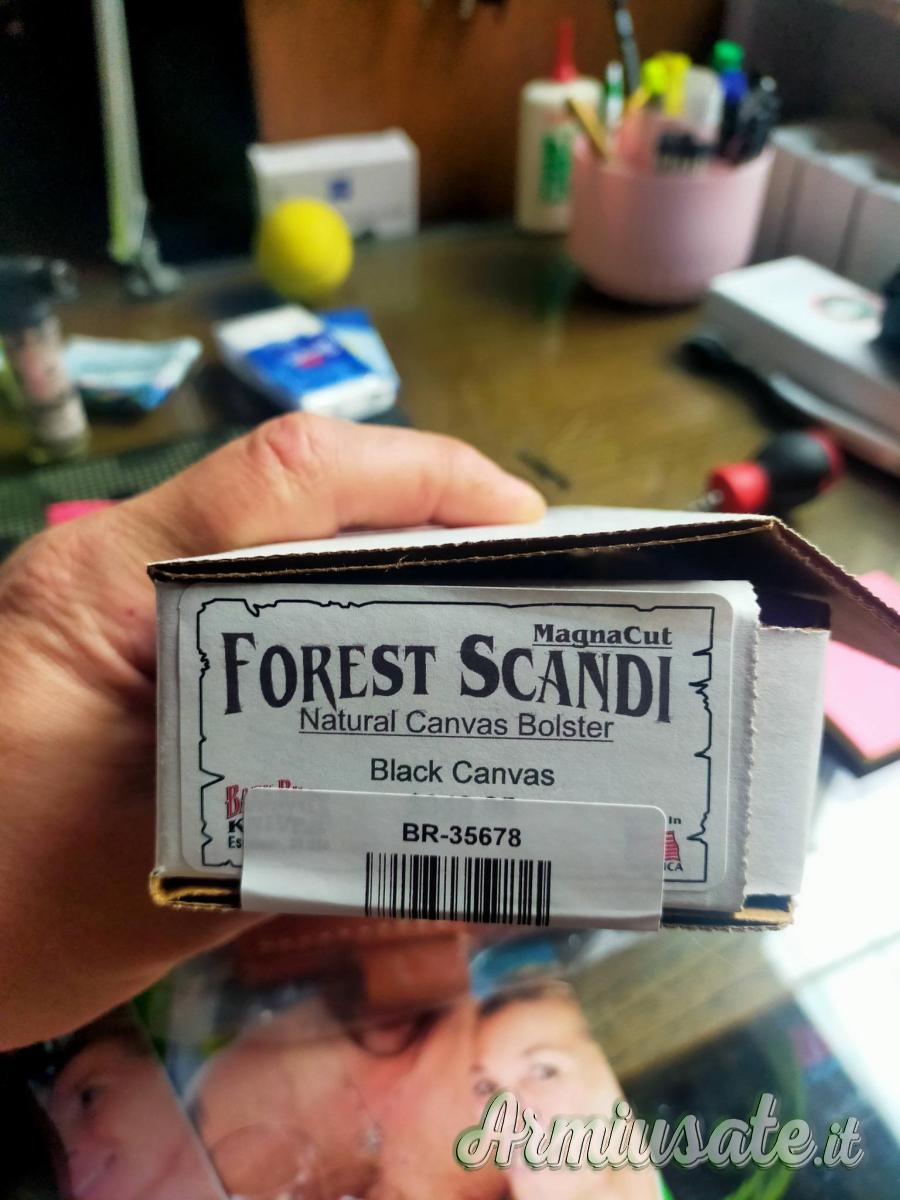 MagnaCut
FOREST SCANDI
Natural Canvas Bolster
Black Canvas
BR-35678
Armiusate.it